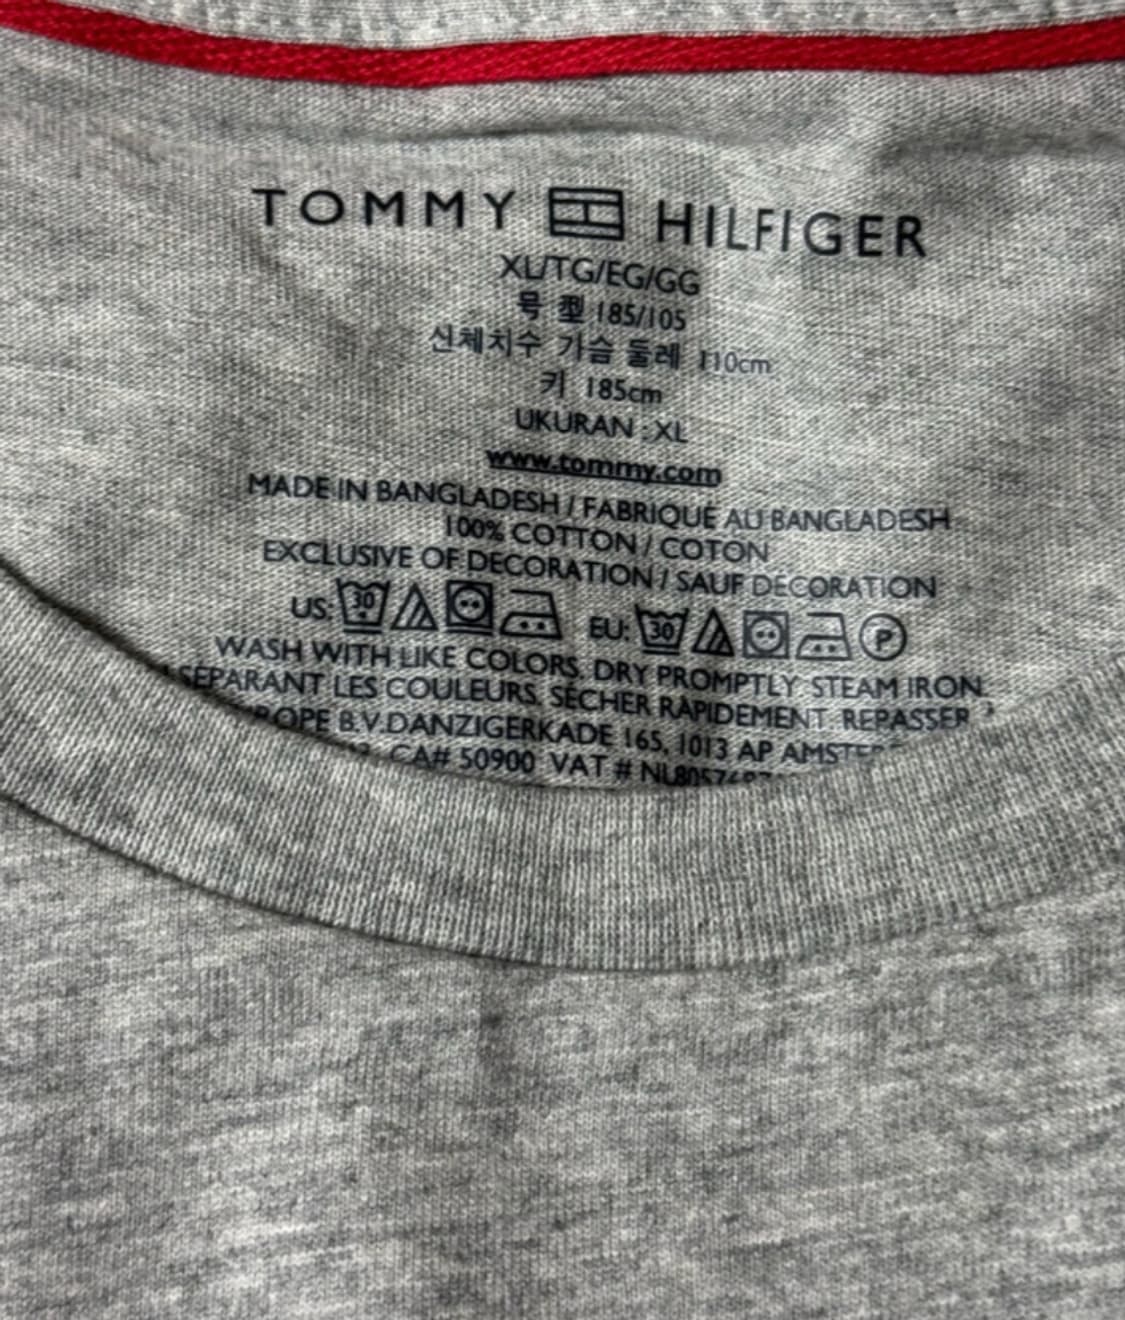 TOMMY HILFIGER
XL/TG/EG/GG
号 型 185/105
신체치수 가슴 둘레 110cm
키 185cm
UKURAN : XL
www.tommy.com
MADE IN BANGLADESH / FABRIQUÉ AU BANGLADESH
100% COTTON / COTON
EXCLUSIVE OF DECORATION / SAUF DÉCORATION
US: 30 EU: 30 P
WASH WITH LIKE COLORS. DRY PROMPTLY. STEAM IRON.
SÉPARANT LES COULEURS. SÉCHER RAPIDEMENT. REPASSER
B.V. DANZIGERKADE 165, 1013 AP
CA# 50900 VAT #